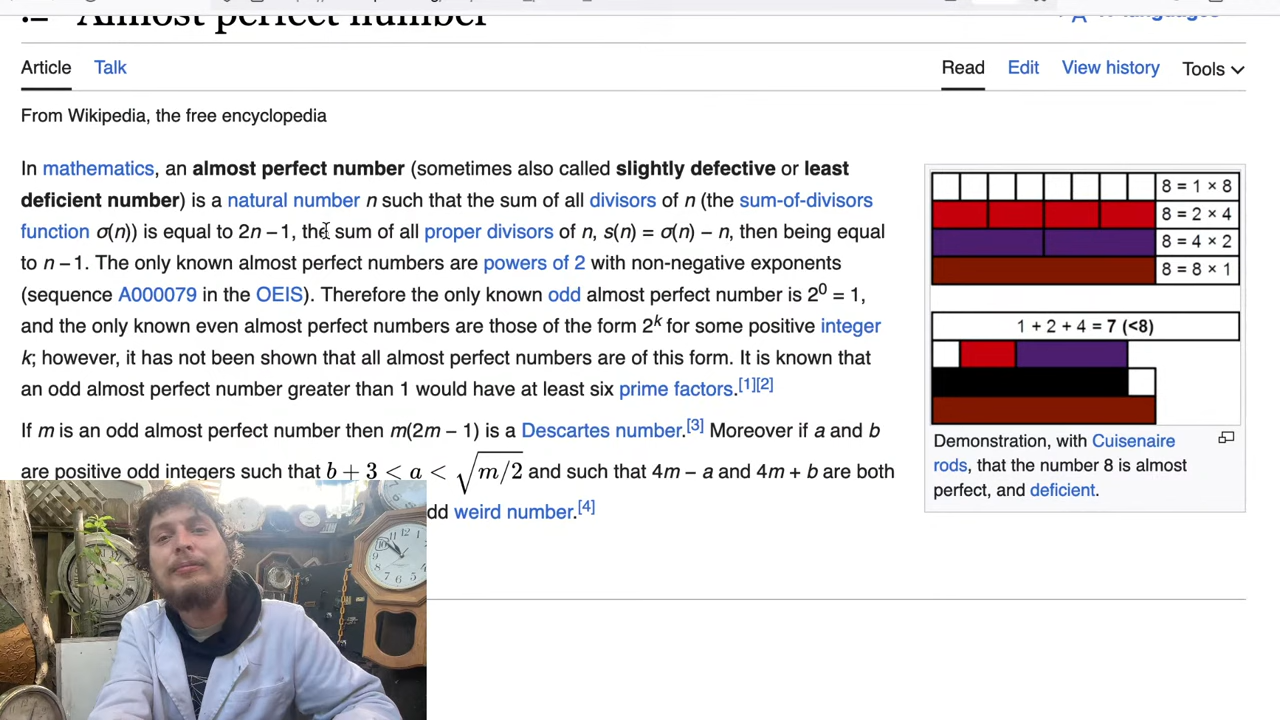 Almost perfect number
languages
Article Talk Read Edit View history Tools
From Wikipedia, the free encyclopedia
In mathematics, an almost perfect number (sometimes also called slightly defective or least
deficient number) is a natural number n such that the sum of all divisors of n (the sum-of-divisors
function σ(n)) is equal to 2n − 1, the sum of all proper divisors of n, s(n) = σ(n) − n, then being equal
to n − 1. The only known almost perfect numbers are powers of 2 with non-negative exponents
(sequence A000079 in the OEIS). Therefore the only known odd almost perfect number is 2⁰ = 1,
and the only known even almost perfect numbers are those of the form 2ᵏ for some positive integer
k; however, it has not been shown that all almost perfect numbers are of this form. It is known that
an odd almost perfect number greater than 1 would have at least six prime factors.[1][2]
If m is an odd almost perfect number then m(2m − 1) is a Descartes number.[3] Moreover if a and b
are positive odd integers such that b + 3 < a < √(m/2) and such that 4m − a and 4m + b are both
dd weird number.[4]
8 = 1 × 8
8 = 2 × 4
8 = 4 × 2
8 = 8 × 1
1 + 2 + 4 = 7 (<8)
Demonstration, with Cuisenaire
rods, that the number 8 is almost
perfect, and deficient.